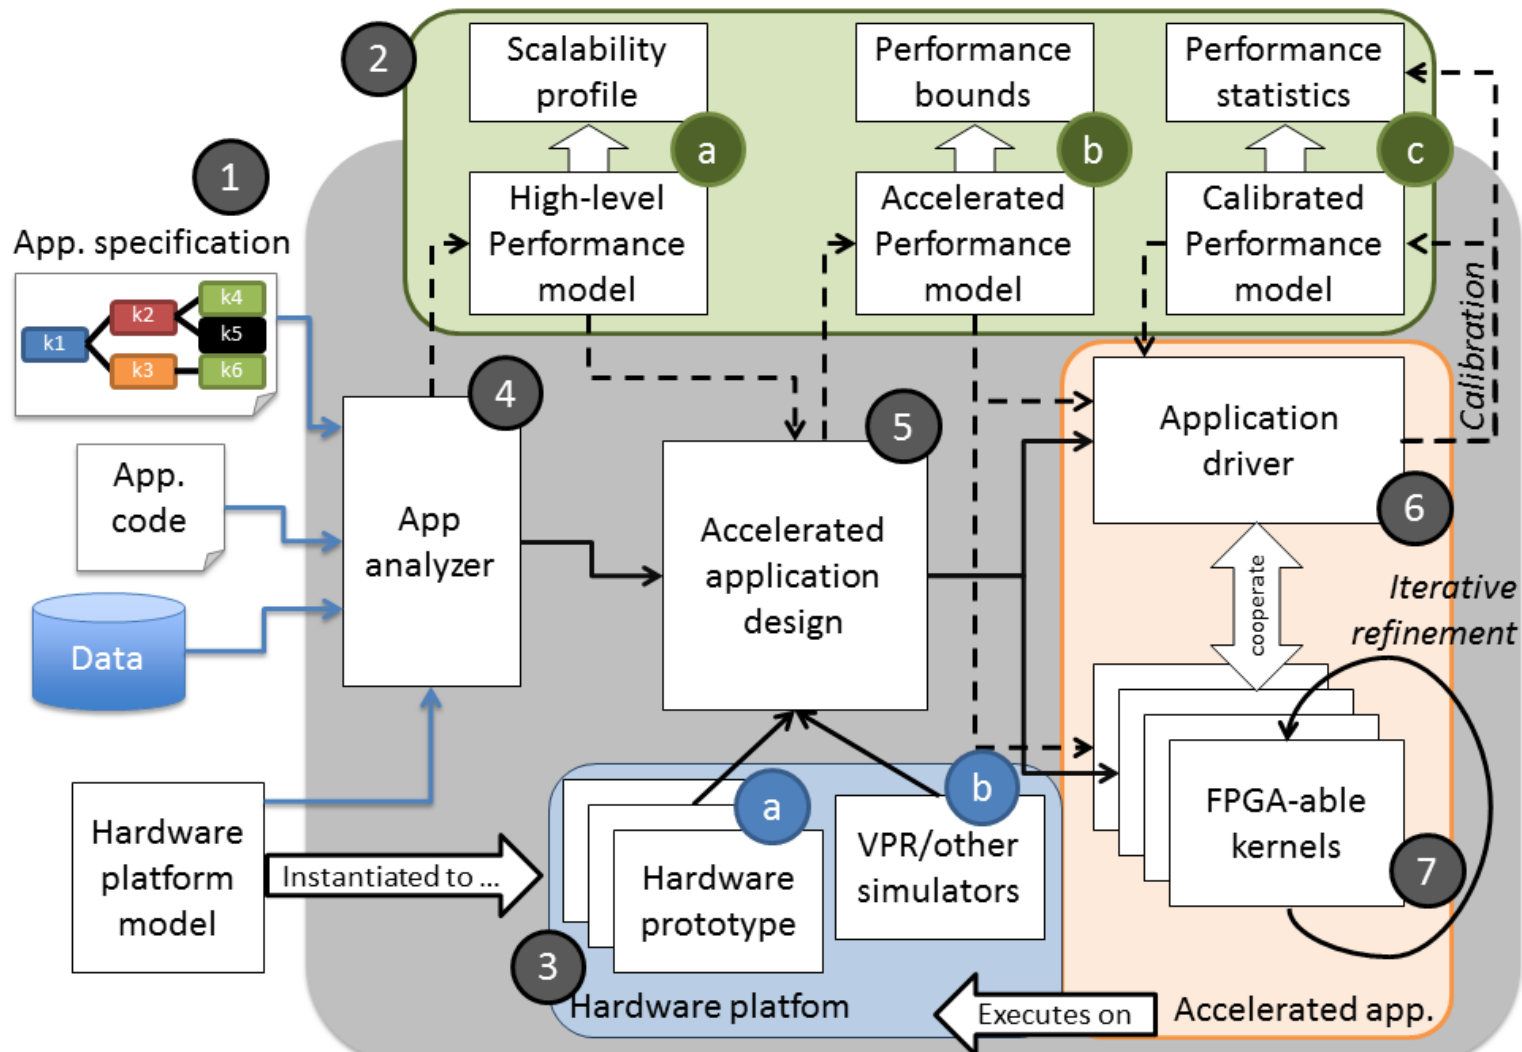 2
Scalability
profile
a
High-level
Performance
model
Performance
bounds
b
Accelerated
Performance
model
Performance
statistics
c
Calibrated
Performance
model
1
App. specification
k1
k2
k3
k4
k5
k6
App.
code
Data
Hardware
platform
model
Instantiated to ...
4
App
analyzer
5
Accelerated
application
design
Calibration
Application
driver
6
cooperate
Iterative
refinement
FPGA-able
kernels
7
a
Hardware
prototype
b
VPR/other
simulators
3
Hardware platfom
Executes on
Accelerated app.